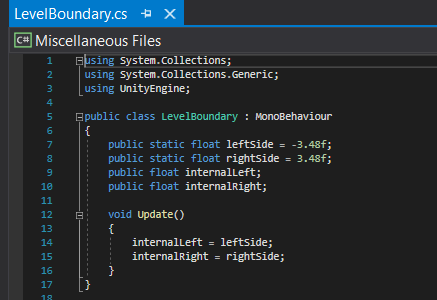 LevelBoundary.cs
C# Miscellaneous Files
1 using System.Collections;
2 using System.Collections.Generic;
3 using UnityEngine;
4
5 public class LevelBoundary : MonoBehaviour
6 {
7 public static float leftSide = -3.48f;
8 public static float rightSide = 3.48f;
9 public float internalLeft;
10 public float internalRight;
11
12 void Update()
13 {
14 internalLeft = leftSide;
15 internalRight = rightSide;
16 }
17 }